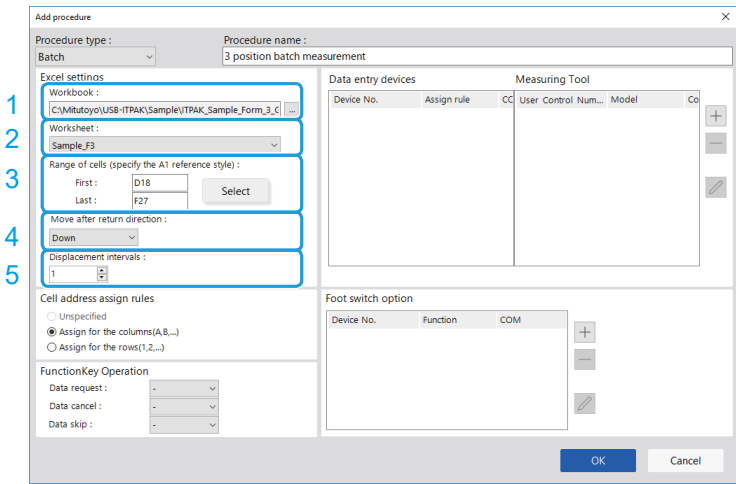 Add procedure
Procedure type :
Procedure name :
Batch
3 position batch measurement
Excel settings
Data entry devices
Measuring Tool
1
Workbook :
C:\Mitutoyo\USB-ITPAK\Sample\ITPAK_Sample_Form_3_C
...
Device No. Assign rule CC
User Control Num... Model Co
2
Worksheet :
Sample_F3
3
Range of cells (specify the A1 reference style) :
First : D18
Last : F27
Select
4
Move after return direction :
Down
5
Displacement intervals :
1
Cell address assign rules
Unspecified
Assign for the columns(A,B,...)
Assign for the rows(1,2,...)
Foot switch option
Device No. Function COM
FunctionKey Operation
Data request : -
Data cancel : -
Data skip : -
OK
Cancel